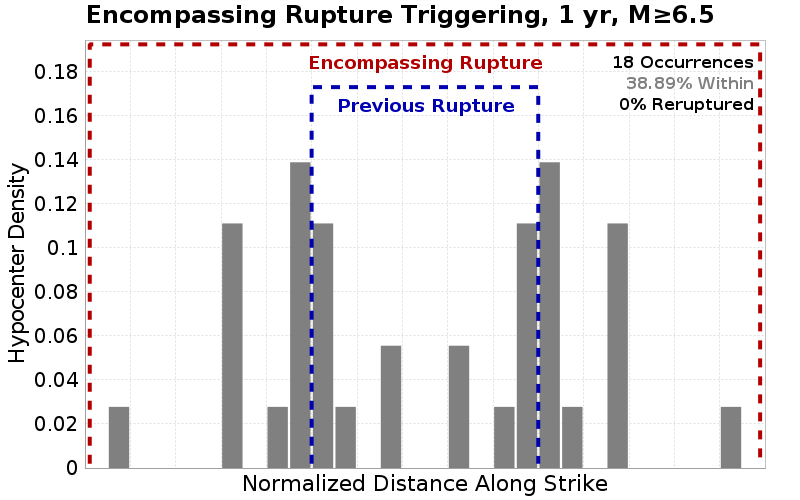 Encompassing Rupture Triggering, 1 yr, M≥6.5
Encompassing Rupture
18 Occurrences
38.89% Within
Previous Rupture
0% Reruptured
Hypocenter Density
0.18
0.16
0.14
0.12
0.1
0.08
0.06
0.04
0.02
0
Normalized Distance Along Strike